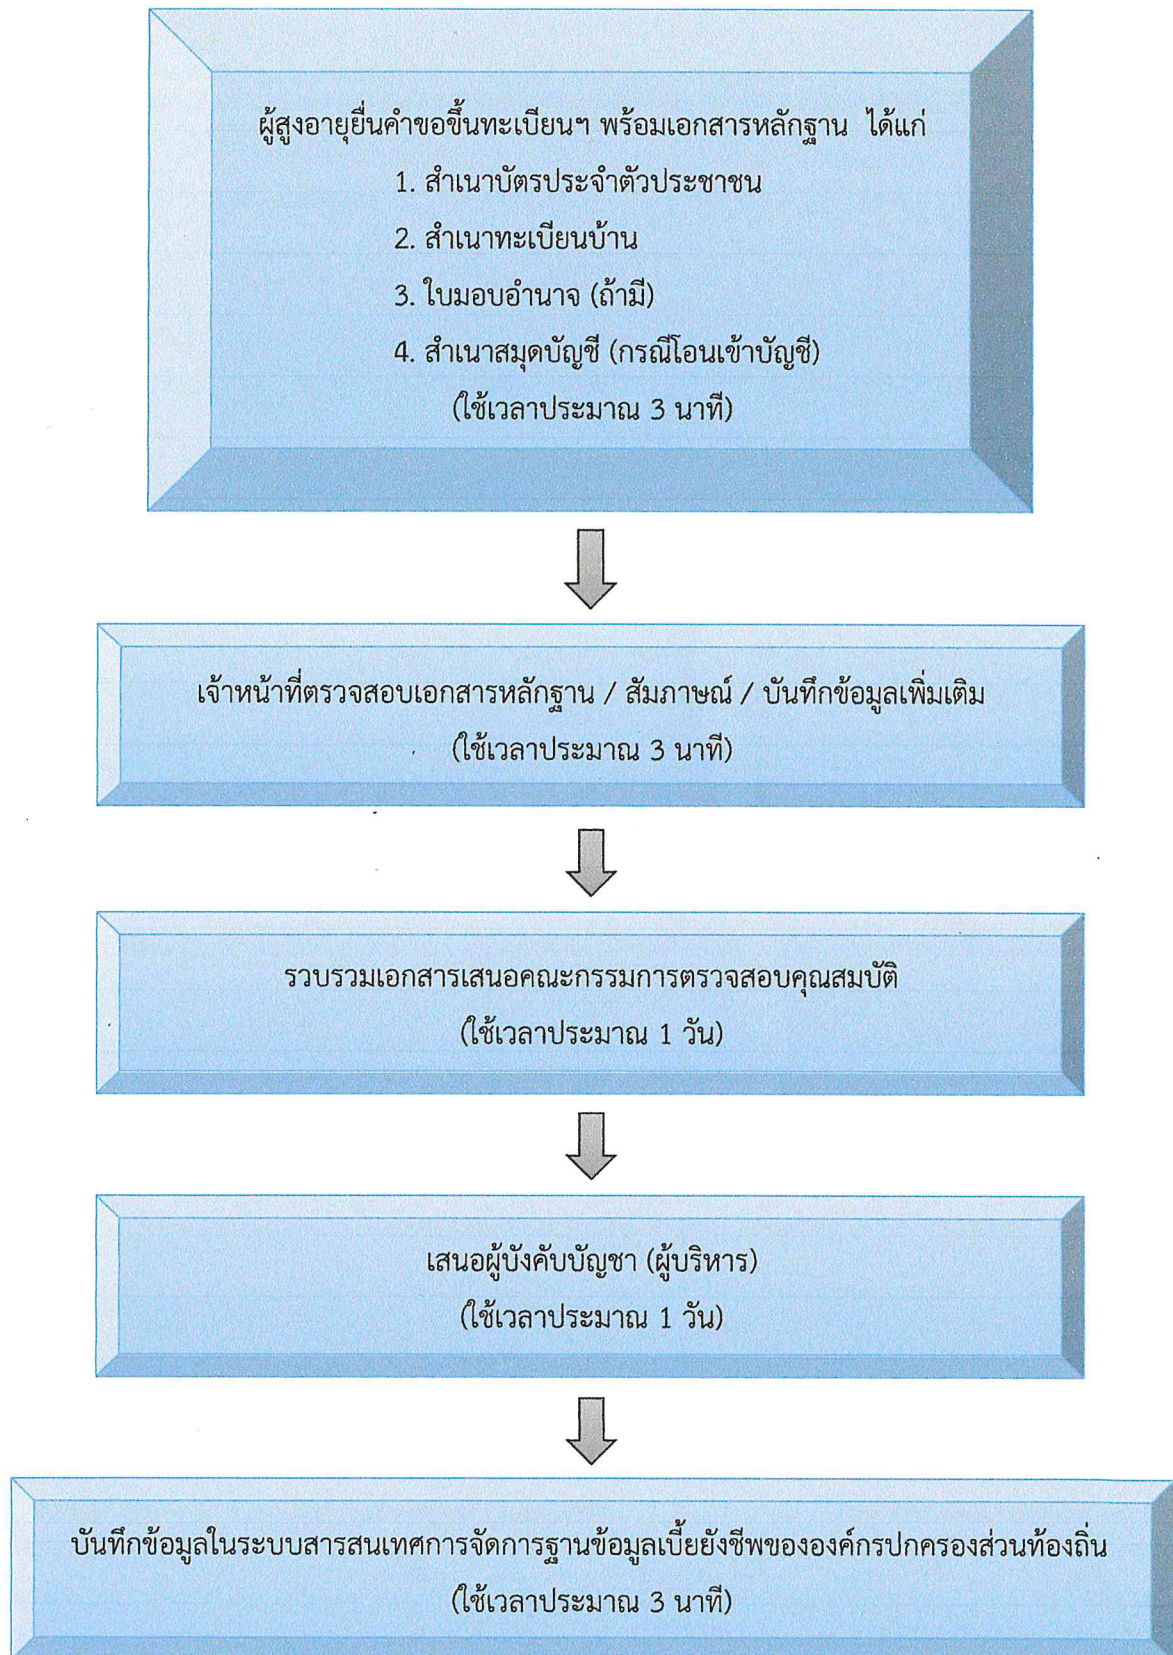 ผู้สูงอายุยื่นคำขอขึ้นทะเบียนฯ พร้อมเอกสารหลักฐาน ได้แก่
1. สำเนาบัตรประจำตัวประชาชน
2. สำเนาทะเบียนบ้าน
3. ใบมอบอำนาจ (ถ้ามี)
4. สำเนาสมุดบัญชี (กรณีโอนเข้าบัญชี)
(ใช้เวลาประมาณ 3 นาที)
เจ้าหน้าที่ตรวจสอบเอกสารหลักฐาน / สัมภาษณ์ / บันทึกข้อมูลเพิ่มเติม
(ใช้เวลาประมาณ 3 นาที)
รวบรวมเอกสารเสนอคณะกรรมการตรวจสอบคุณสมบัติ
(ใช้เวลาประมาณ 1 วัน)
เสนอผู้บังคับบัญชา (ผู้บริหาร)
(ใช้เวลาประมาณ 1 วัน)
บันทึกข้อมูลในระบบสารสนเทศการจัดการฐานข้อมูลเบี้ยยังชีพขององค์กรปกครองส่วนท้องถิ่น
(ใช้เวลาประมาณ 3 นาที)